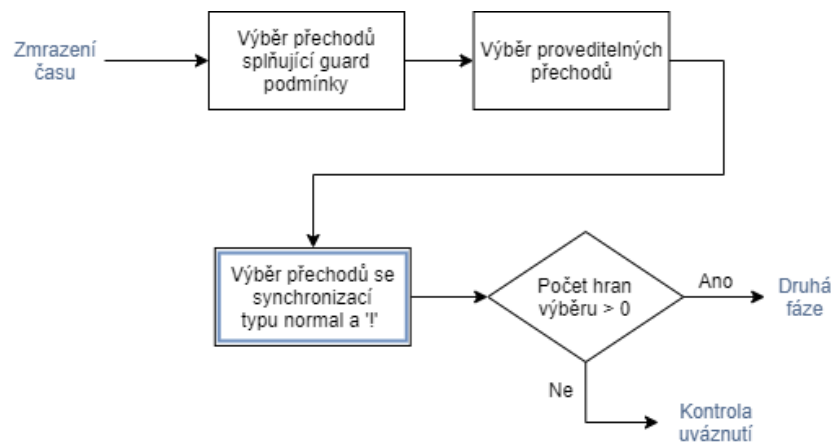 Zmrazení
času
Výběr přechodů
splňující guard
podmínky
Výběr proveditelných
přechodů
Výběr přechodů se
synchronizací
typu normal a '!'
Počet hran
výběru > 0
Ano
Druhá
fáze
Ne
Kontrola
uváznutí